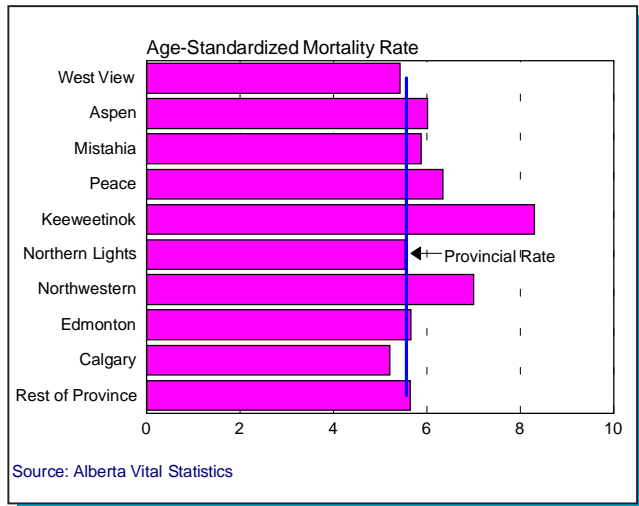 Age-Standardized Mortality Rate
West View
Aspen
Mistahia
Peace
Keeweetinok
Northern Lights
Provincial Rate
Northwestern
Edmonton
Calgary
Rest of Province
0 2 4 6 8 10
Source: Alberta Vital Statistics